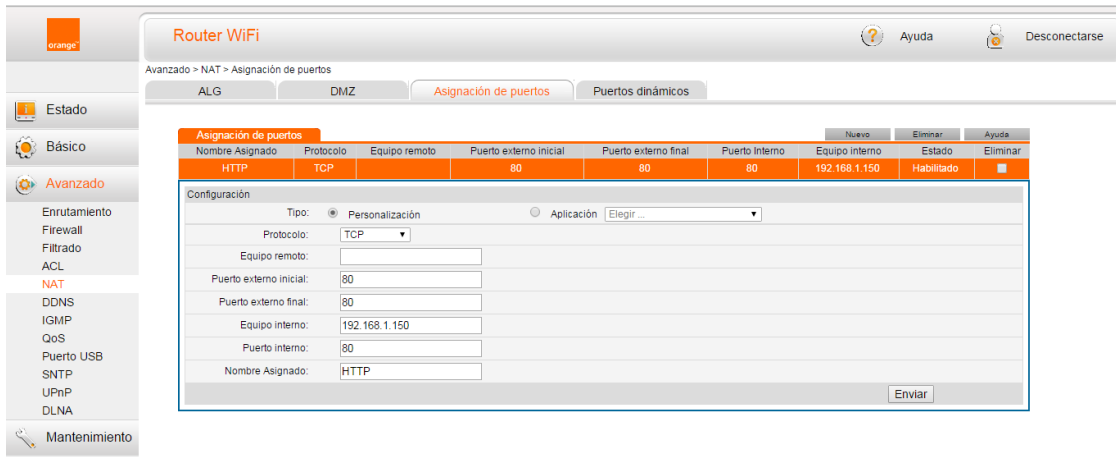 orange™
Router WiFi
Ayuda
Desconectarse
Avanzado > NAT > Asignación de puertos
ALG DMZ Asignación de puertos Puertos dinámicos
Estado
Básico
Avanzado
Enrutamiento
Firewall
Filtrado
ACL
NAT
DDNS
IGMP
QoS
Puerto USB
SNTP
UPnP
DLNA
Mantenimiento
Asignación de puertos Nuevo Eliminar Ayuda
Nombre Asignado Protocolo Equipo remoto Puerto externo inicial Puerto externo final Puerto Interno Equipo interno Estado Eliminar
HTTP TCP 80 80 80 192.168.1.150 Habilitado
Configuración
Tipo: Personalización Aplicación Elegir ...
Protocolo: TCP
Equipo remoto:
Puerto externo inicial: 80
Puerto externo final: 80
Equipo interno: 192.168.1.150
Puerto interno: 80
Nombre Asignado: HTTP
Enviar